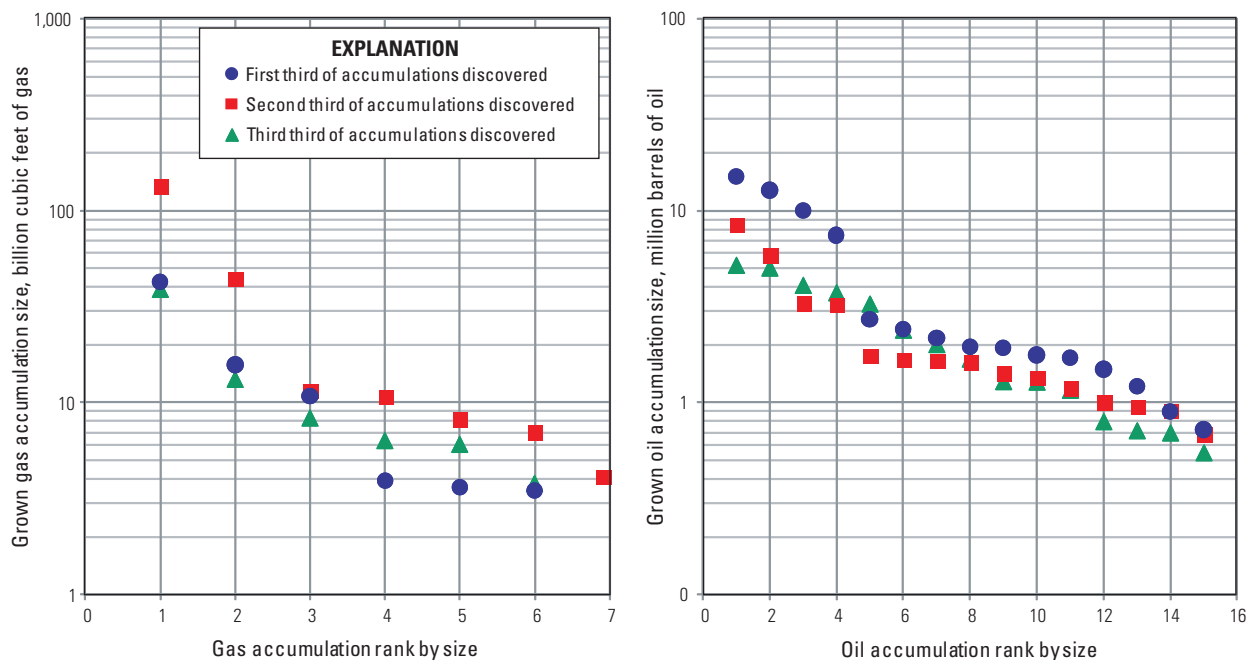 1,000
100
10
1
Grown gas accumulation size, billion cubic feet of gas
EXPLANATION
First third of accumulations discovered
Second third of accumulations discovered
Third third of accumulations discovered
0 1 2 3 4 5 6 7
Gas accumulation rank by size
100
10
1
0
Grown oil accumulation size, million barrels of oil
0 2 4 6 8 10 12 14 16
Oil accumulation rank by size